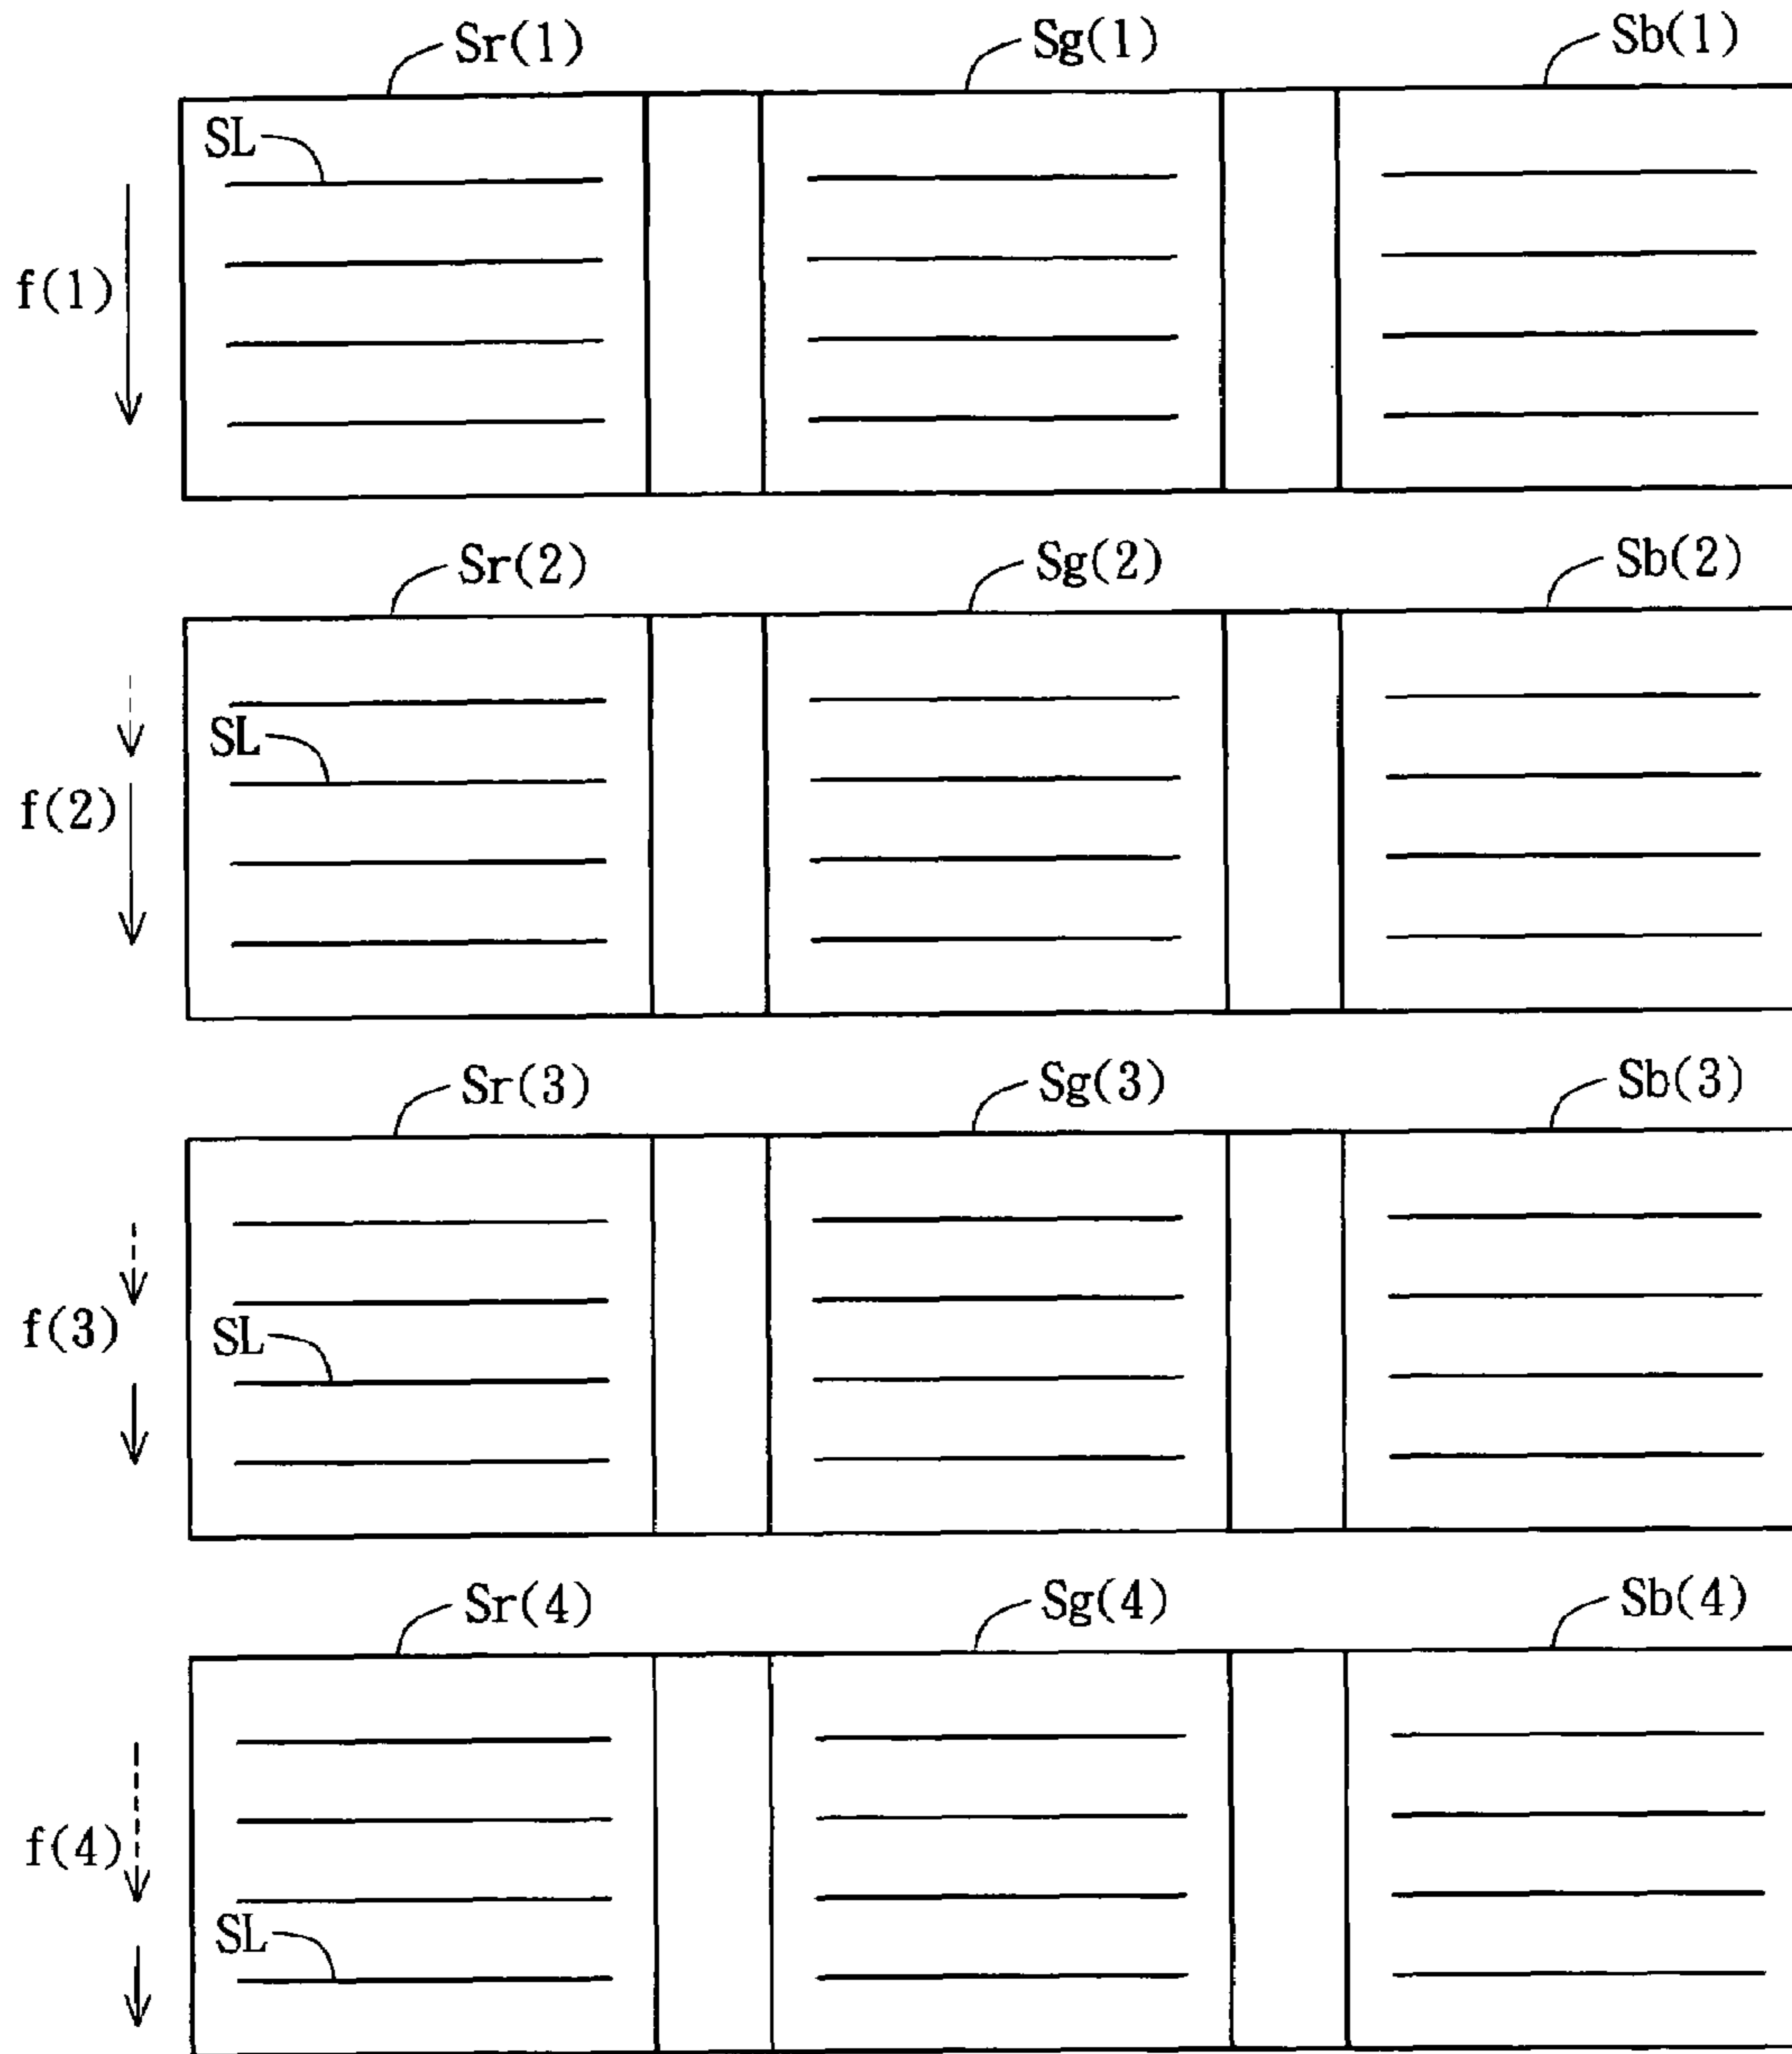 Sr(1) Sg(1) Sb(1)
SL
f(1)
Sr(2) Sg(2) Sb(2)
SL
f(2)
Sr(3) Sg(3) Sb(3)
f(3)
SL
Sr(4) Sg(4) Sb(4)
f(4)
SL